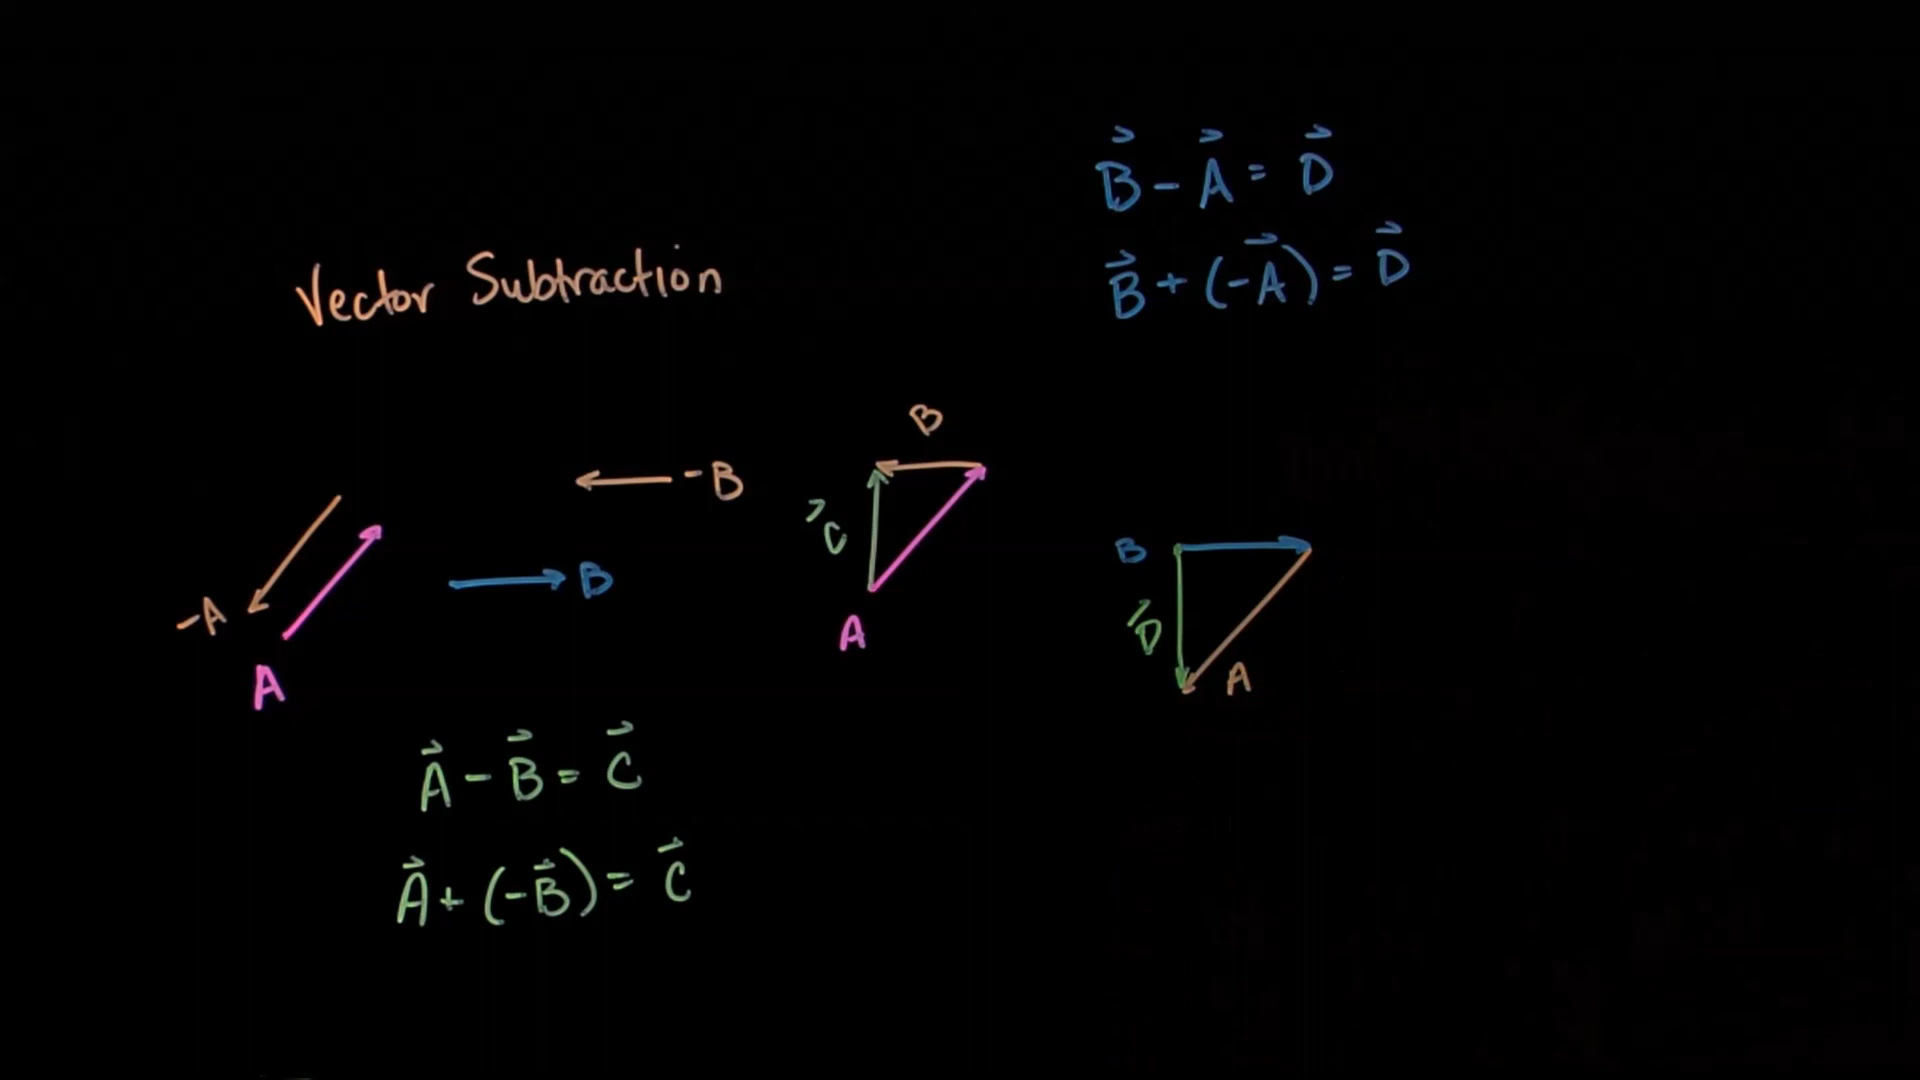 Vector Subtraction
B⃗ - A⃗ = D⃗
B⃗ + (-A⃗) = D⃗
B
-B
C⃗
B
B
-A
D⃗
A
A
A
A⃗ - B⃗ = C⃗
A⃗ + (-B⃗) = C⃗